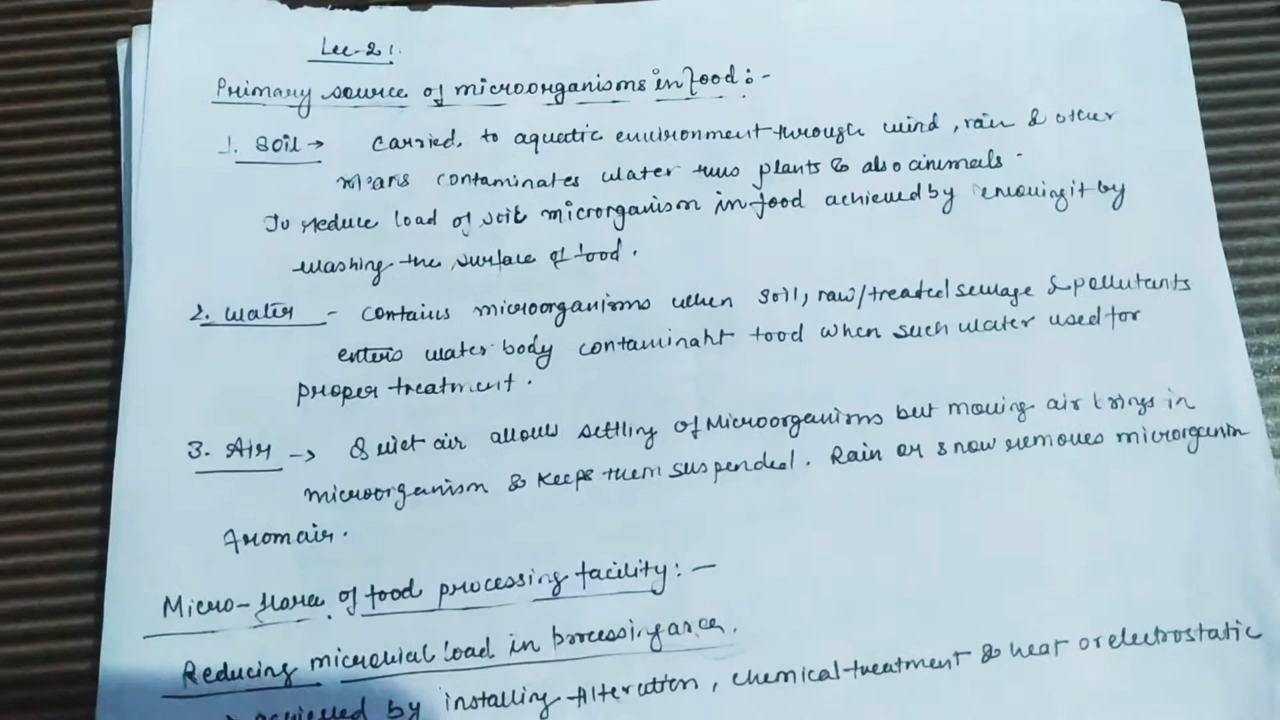 Lec-21.
Primary source of microorganisms in food :-
1. Soil → Carried, to aquatic environment through wind, rain & other
means contaminates water thus plants & also animals -
To reduce load of soil microrganism in food achieved by removing it by
washing the surface of food.
2. Water - contains microorganisms when soil, raw/treated sewage & pollutants
enters water body contaminaht food when such water used for
proper treatment.
3. Air → Quiet air allows settling of Microorganisms but moving air brings in
microorganism & keeps them suspended. Rain or snow removes microrganism
from air.
Micro-flora of food processing facility: -
Reducing microbial load in processing area.
achieved by installing filteration, chemical-treatment & heat or electrostatic